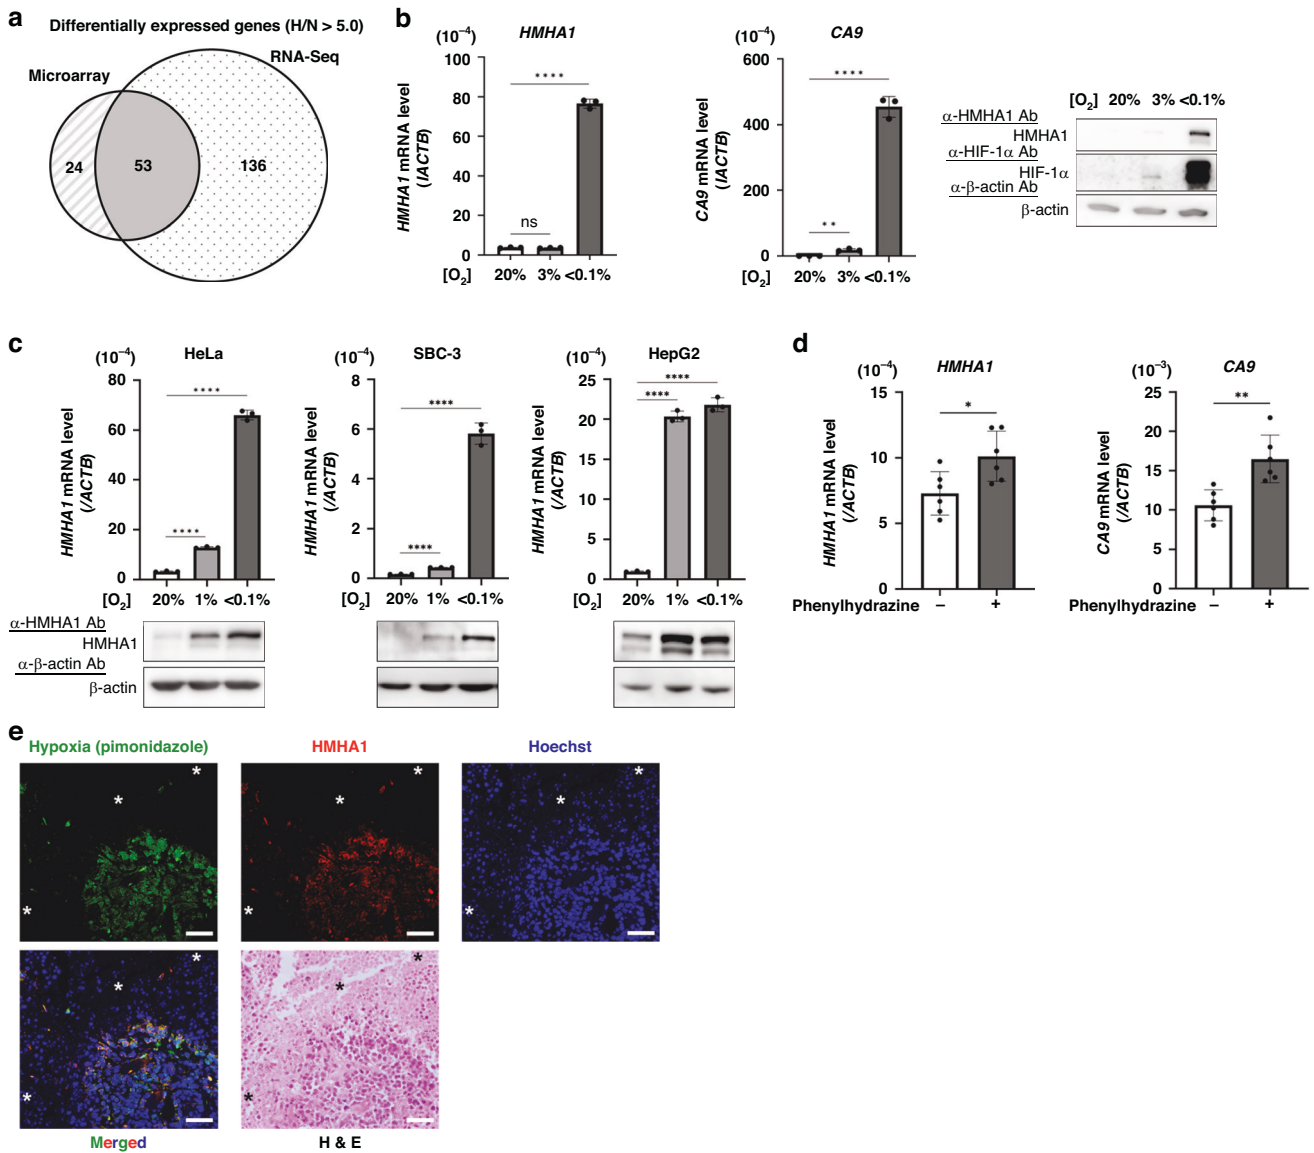 a
Differentially expressed genes (H/N > 5.0)
Microarray
RNA-Seq
24
53
136
b
(10⁻⁴)
HMHA1
HMHA1 mRNA level
(/ACTB)
100
80
60
40
20
0
****
ns
[O₂] 20% 3% <0.1%
(10⁻⁴)
CA9
CA9 mRNA level
(/ACTB)
600
400
200
0
****
**
[O₂] 20% 3% <0.1%
[O₂] 20% 3% <0.1%
α-HMHA1 Ab
HMHA1
α-HIF-1α Ab
HIF-1α
α-β-actin Ab
β-actin
c
(10⁻⁴)
HeLa
HMHA1 mRNA level
(/ACTB)
80
60
40
20
0
****
****
[O₂] 20% 1% <0.1%
(10⁻⁴)
SBC-3
HMHA1 mRNA level
(/ACTB)
8
6
4
2
0
****
****
[O₂] 20% 1% <0.1%
(10⁻⁴)
HepG2
HMHA1 mRNA level
(/ACTB)
25
20
15
10
5
0
****
****
[O₂] 20% 1% <0.1%
α-HMHA1 Ab
HMHA1
α-β-actin Ab
β-actin
d
(10⁻⁴)
HMHA1
HMHA1 mRNA level
(/ACTB)
15
10
5
0
*
Phenylhydrazine − +
(10⁻³)
CA9
CA9 mRNA level
(/ACTB)
25
20
15
10
5
0
**
Phenylhydrazine − +
e
Hypoxia (pimonidazole)
HMHA1
Hoechst
* * *
* * *
* * *
* *
* *
* *
Merged
H & E